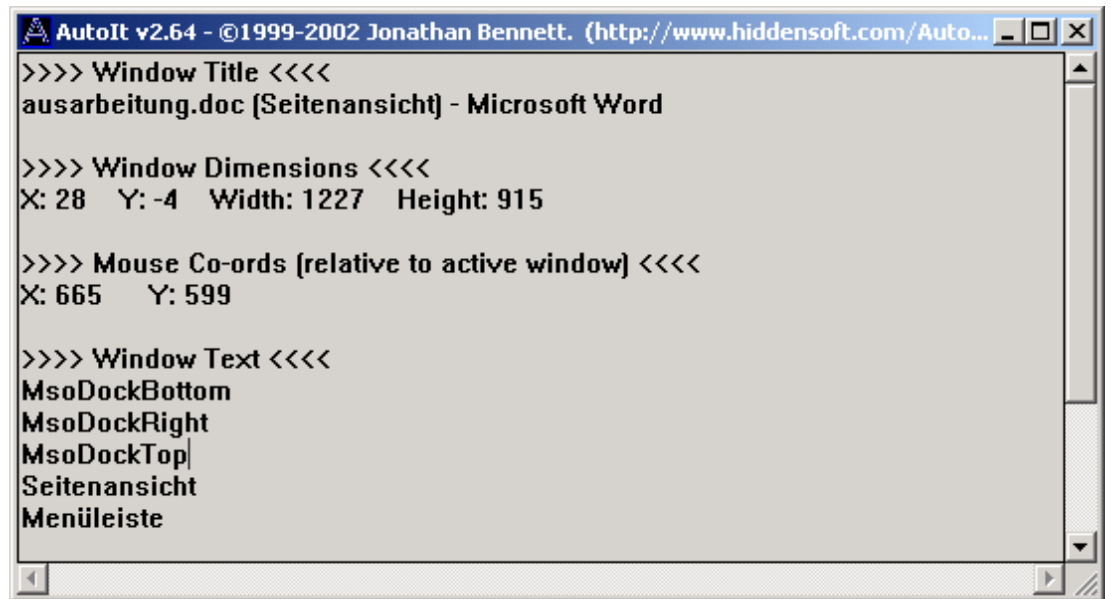 AutoIt v2.64 - ©1999-2002 Jonathan Bennett. (http://www.hiddensoft.com/Auto...
>>>> Window Title <<<<
ausarbeitung.doc (Seitenansicht) - Microsoft Word
>>>> Window Dimensions <<<<
X: 28 Y: -4 Width: 1227 Height: 915
>>>> Mouse Co-ords (relative to active window) <<<<
X: 665 Y: 599
>>>> Window Text <<<<
MsoDockBottom
MsoDockRight
MsoDockTop
Seitenansicht
Menüleiste